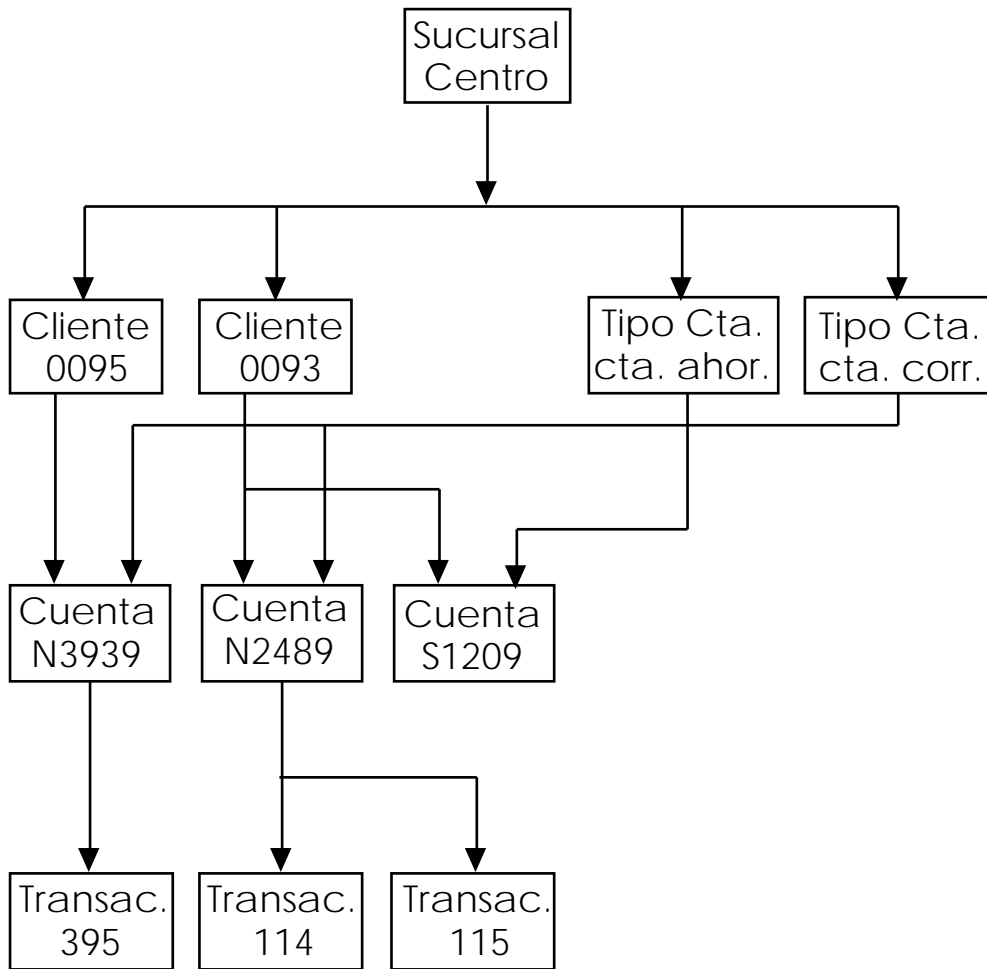 Sucursal
Centro
Cliente
0095
Cliente
0093
Tipo Cta.
cta. ahor.
Tipo Cta.
cta. corr.
Cuenta
N3939
Cuenta
N2489
Cuenta
S1209
Transac.
395
Transac.
114
Transac.
115